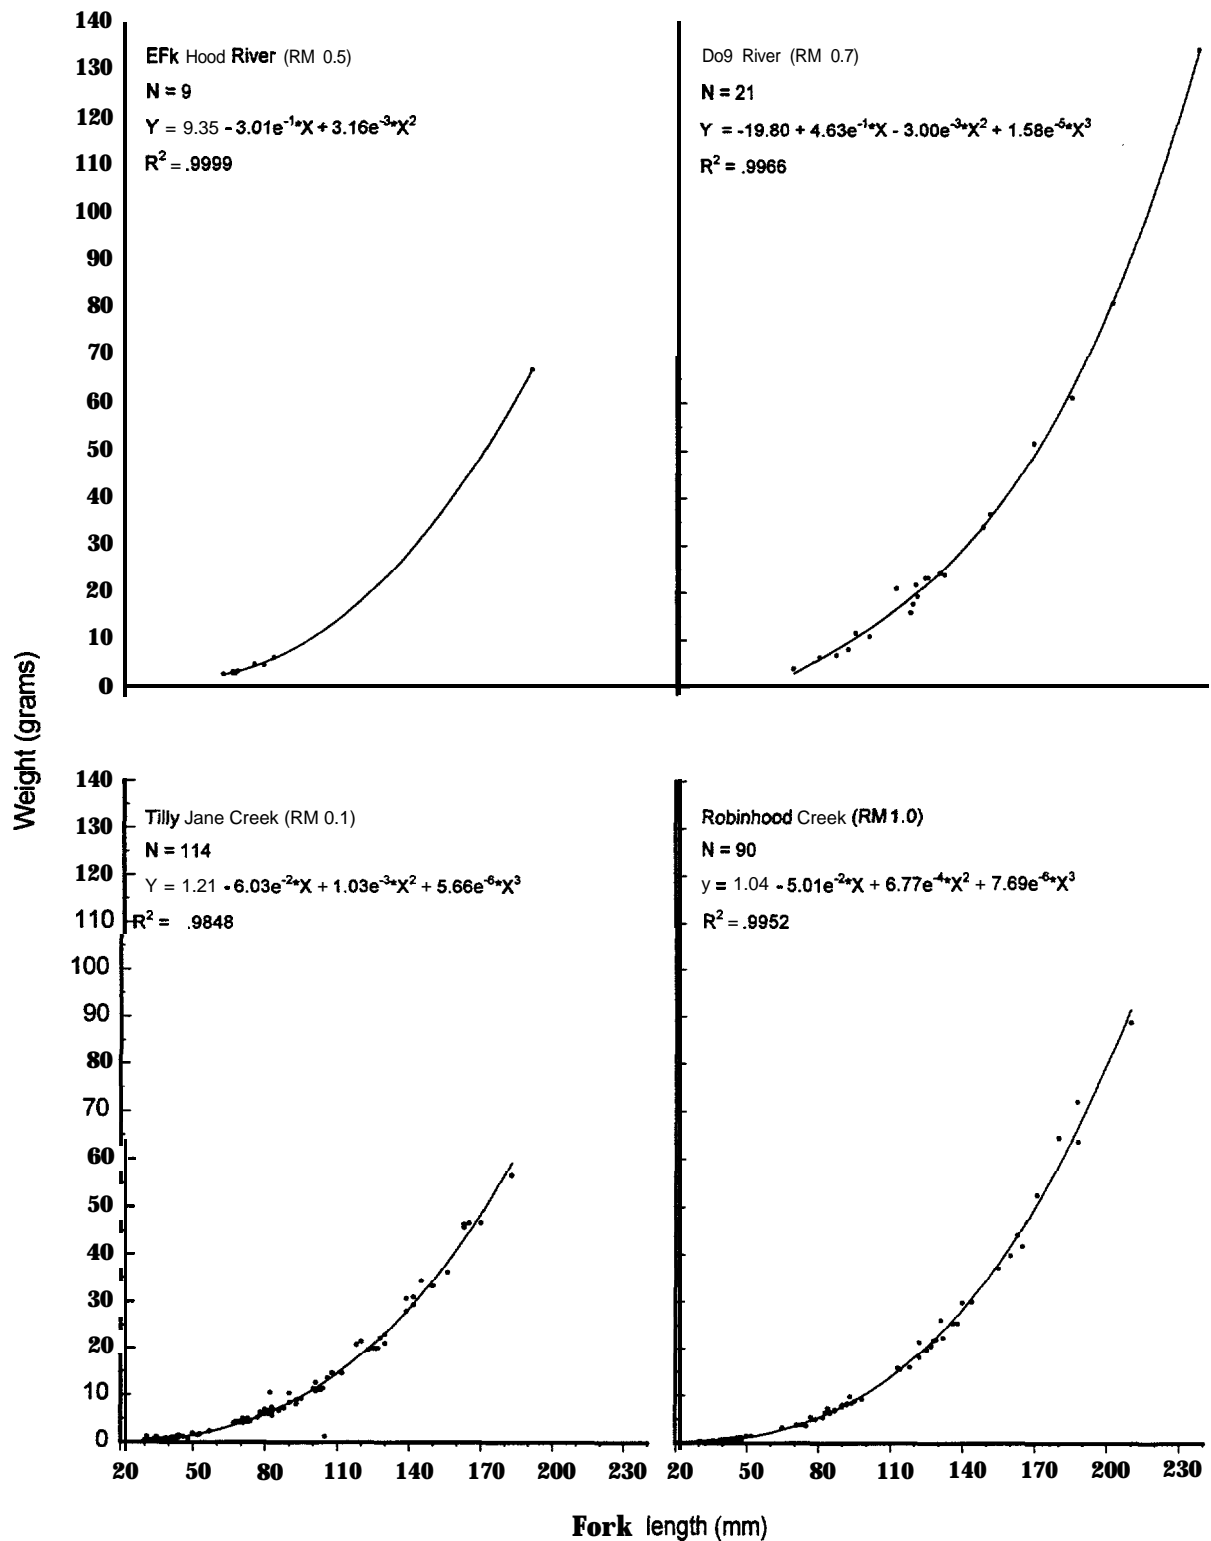 Weight (grams)
140
130
120
110
100
90
80
70
60
50
40
30
20
10
0
EFk Hood River (RM 0.5)
N = 9
Y = 9.35 - 3.01e⁻¹*X + 3.16e⁻³*X²
R² = .9999
Do9 River (RM 0.7)
N = 21
Y = -19.80 + 4.63e⁻¹*X - 3.00e⁻³*X² + 1.58e⁻⁵*X³
R² = .9966
140
130
120
110
100
90
80
70
60
50
40
30
20
10
0
Tilly Jane Creek (RM 0.1)
N = 114
Y = 1.21 - 6.03e⁻²*X + 1.03e⁻³*X² + 5.66e⁻⁶*X³
R² = .9848
Robinhood Creek (RM 1.0)
N = 90
y = 1.04 - 5.01e⁻²*X + 6.77e⁻⁴*X² + 7.69e⁻⁶*X³
R² = .9952
20 50 80 110 140 170 200 230 20 50 80 110 140 170 200 230
Fork length (mm)